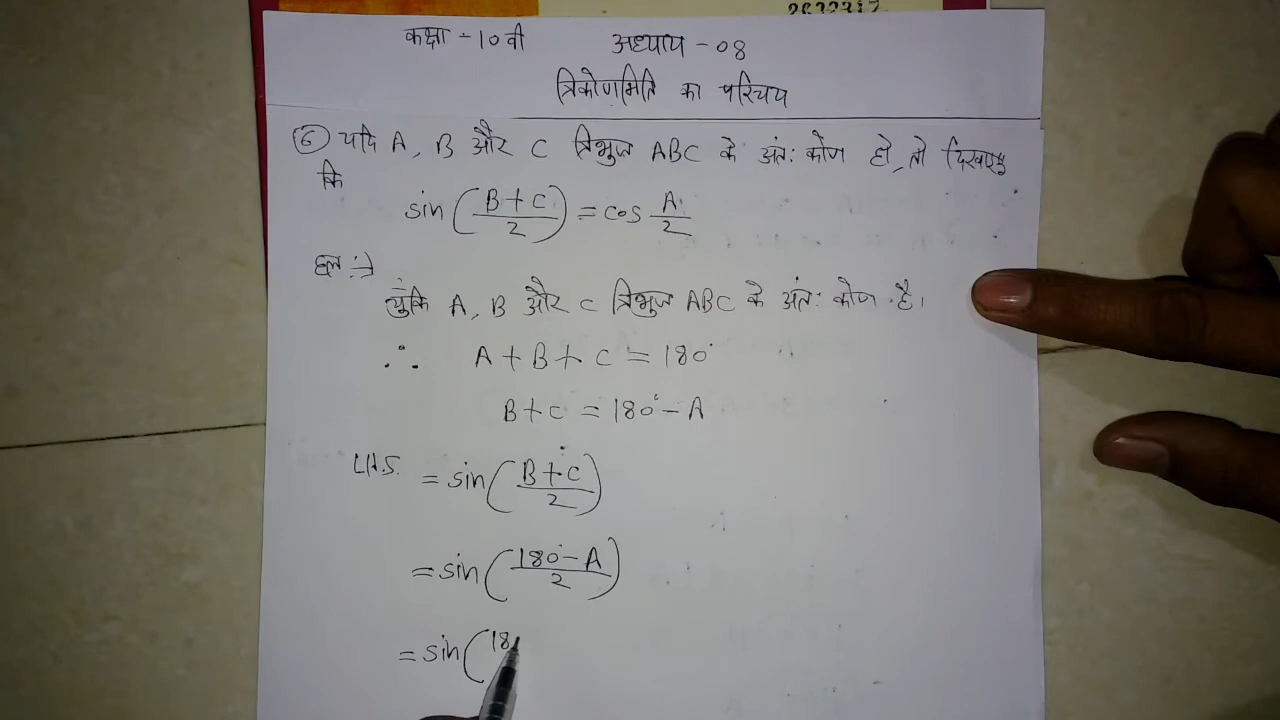 कक्षा - 10 वी अध्याय - 08
त्रिकोणमिति का परिचय
6 यदि A, B और C त्रिभुज ABC के अंत: कोण हो, तो दिखाइए
कि
sin(B+C/2) = cos A/2
हल :→
चुंकि A, B और C त्रिभुज ABC के अंत: कोण है।
∴ A + B + C = 180°
B + C = 180° - A
L.H.S. = sin(B+C/2)
= sin(180° - A/2)
= sin(18